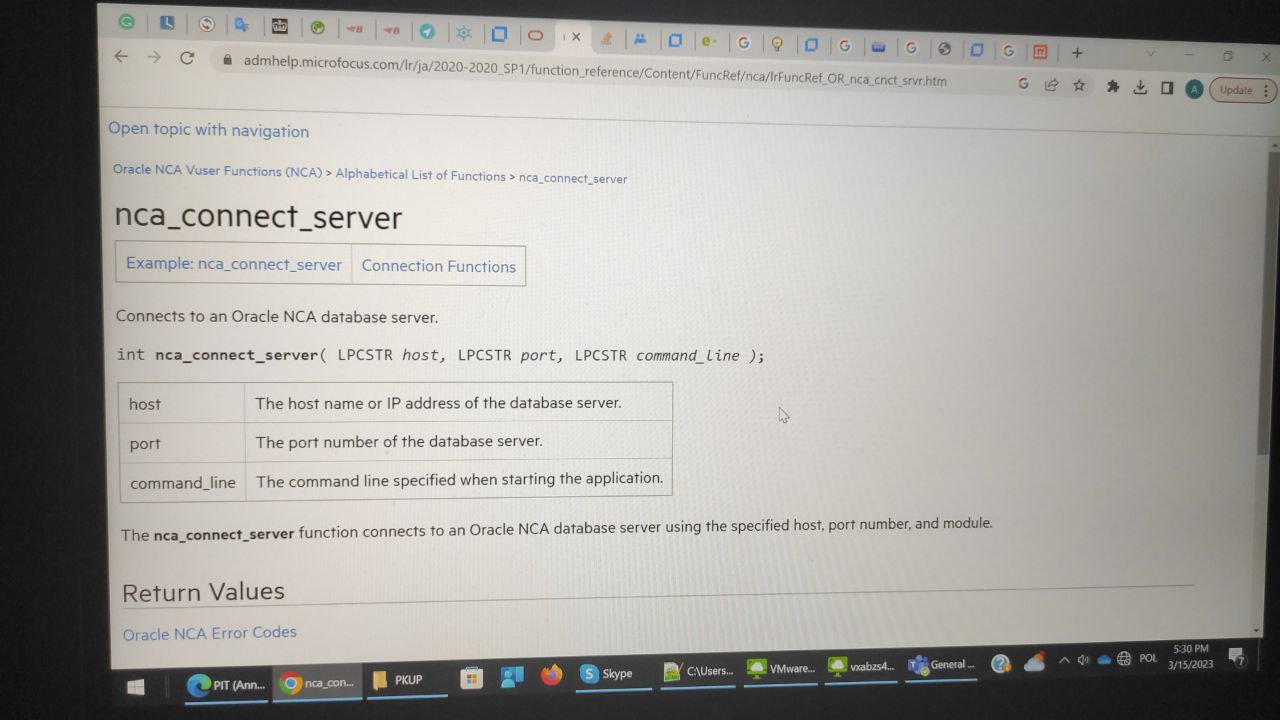 admhelp.microfocus.com/lr/ja/2020-2020_SP1/function_reference/Content/FuncRef/nca/lrFuncRef_OR_nca_cnct_srvr.htm
A
Update
Open topic with navigation
Oracle NCA Vuser Functions (NCA) > Alphabetical List of Functions > nca_connect_server
nca_connect_server
Example: nca_connect_server
Connection Functions
Connects to an Oracle NCA database server.
int nca_connect_server( LPCSTR host, LPCSTR port, LPCSTR command_line );
host The host name or IP address of the database server.
port The port number of the database server.
command_line The command line specified when starting the application.
The nca_connect_server function connects to an Oracle NCA database server using the specified host, port number, and module.
Return Values
Oracle NCA Error Codes
PIT (Ann... nca_con... PKUP Skype C:\Users... VMware... vxabzs4... General ... POL 5:30 PM
3/15/2023 7